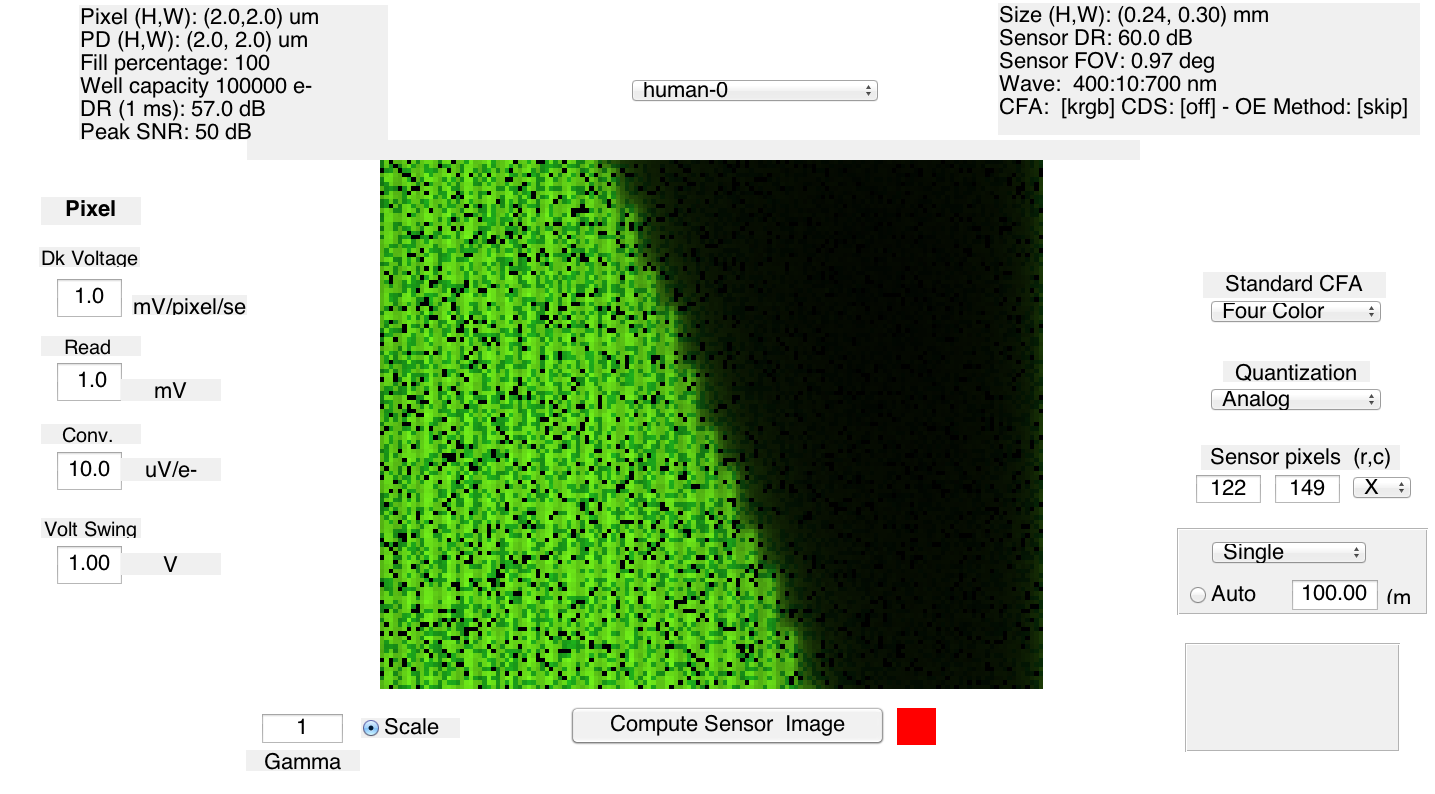 Pixel (H,W): (2.0,2.0) um
PD (H,W): (2.0, 2.0) um
Fill percentage: 100
Well capacity 100000 e-
DR (1 ms): 57.0 dB
Peak SNR: 50 dB
human-0
Size (H,W): (0.24, 0.30) mm
Sensor DR: 60.0 dB
Sensor FOV: 0.97 deg
Wave: 400:10:700 nm
CFA: [krgb] CDS: [off] - OE Method: [skip]
Pixel
Dk Voltage
1.0 mV/pixel/se
Read
1.0 mV
Conv.
10.0 uV/e-
Volt Swing
1.00 V
Standard CFA
Four Color
Quantization
Analog
Sensor pixels (r,c)
122 149 X
Single
Auto 100.00 (m
1 Scale
Gamma
Compute Sensor Image